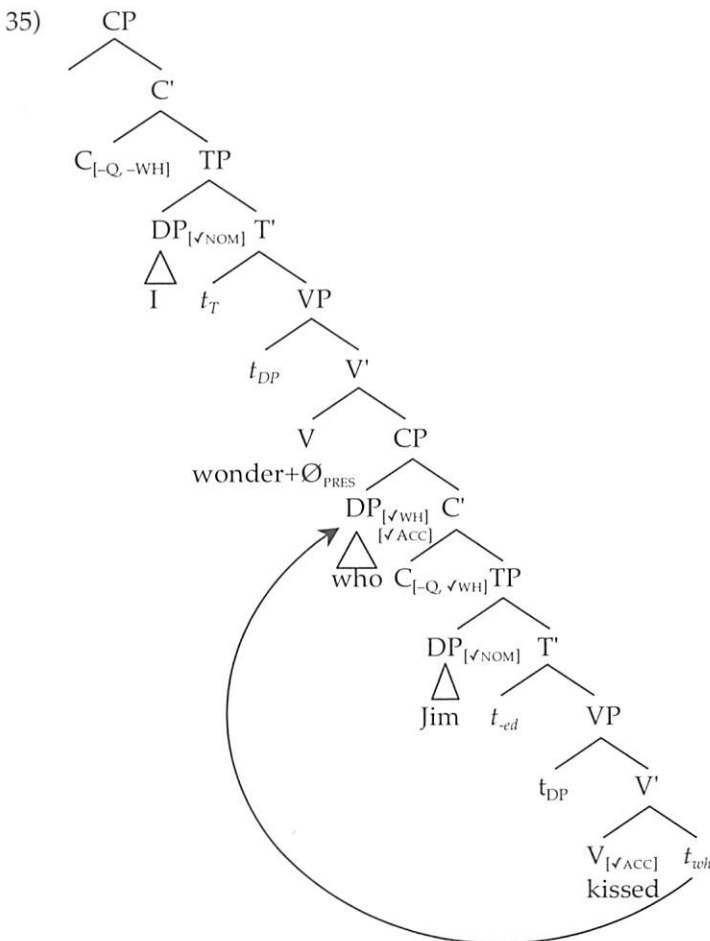 35) CP
C'
C[–Q, –WH] TP
DP[✓NOM] T'
I tT VP
tDP V'
V CP
wonder+ØPRES
DP[✓WH] C'
[✓ACC]
who C[–Q, ✓WH] TP
DP[✓NOM] T'
Jim t-ed VP
tDP V'
V[✓ACC] twh
kissed